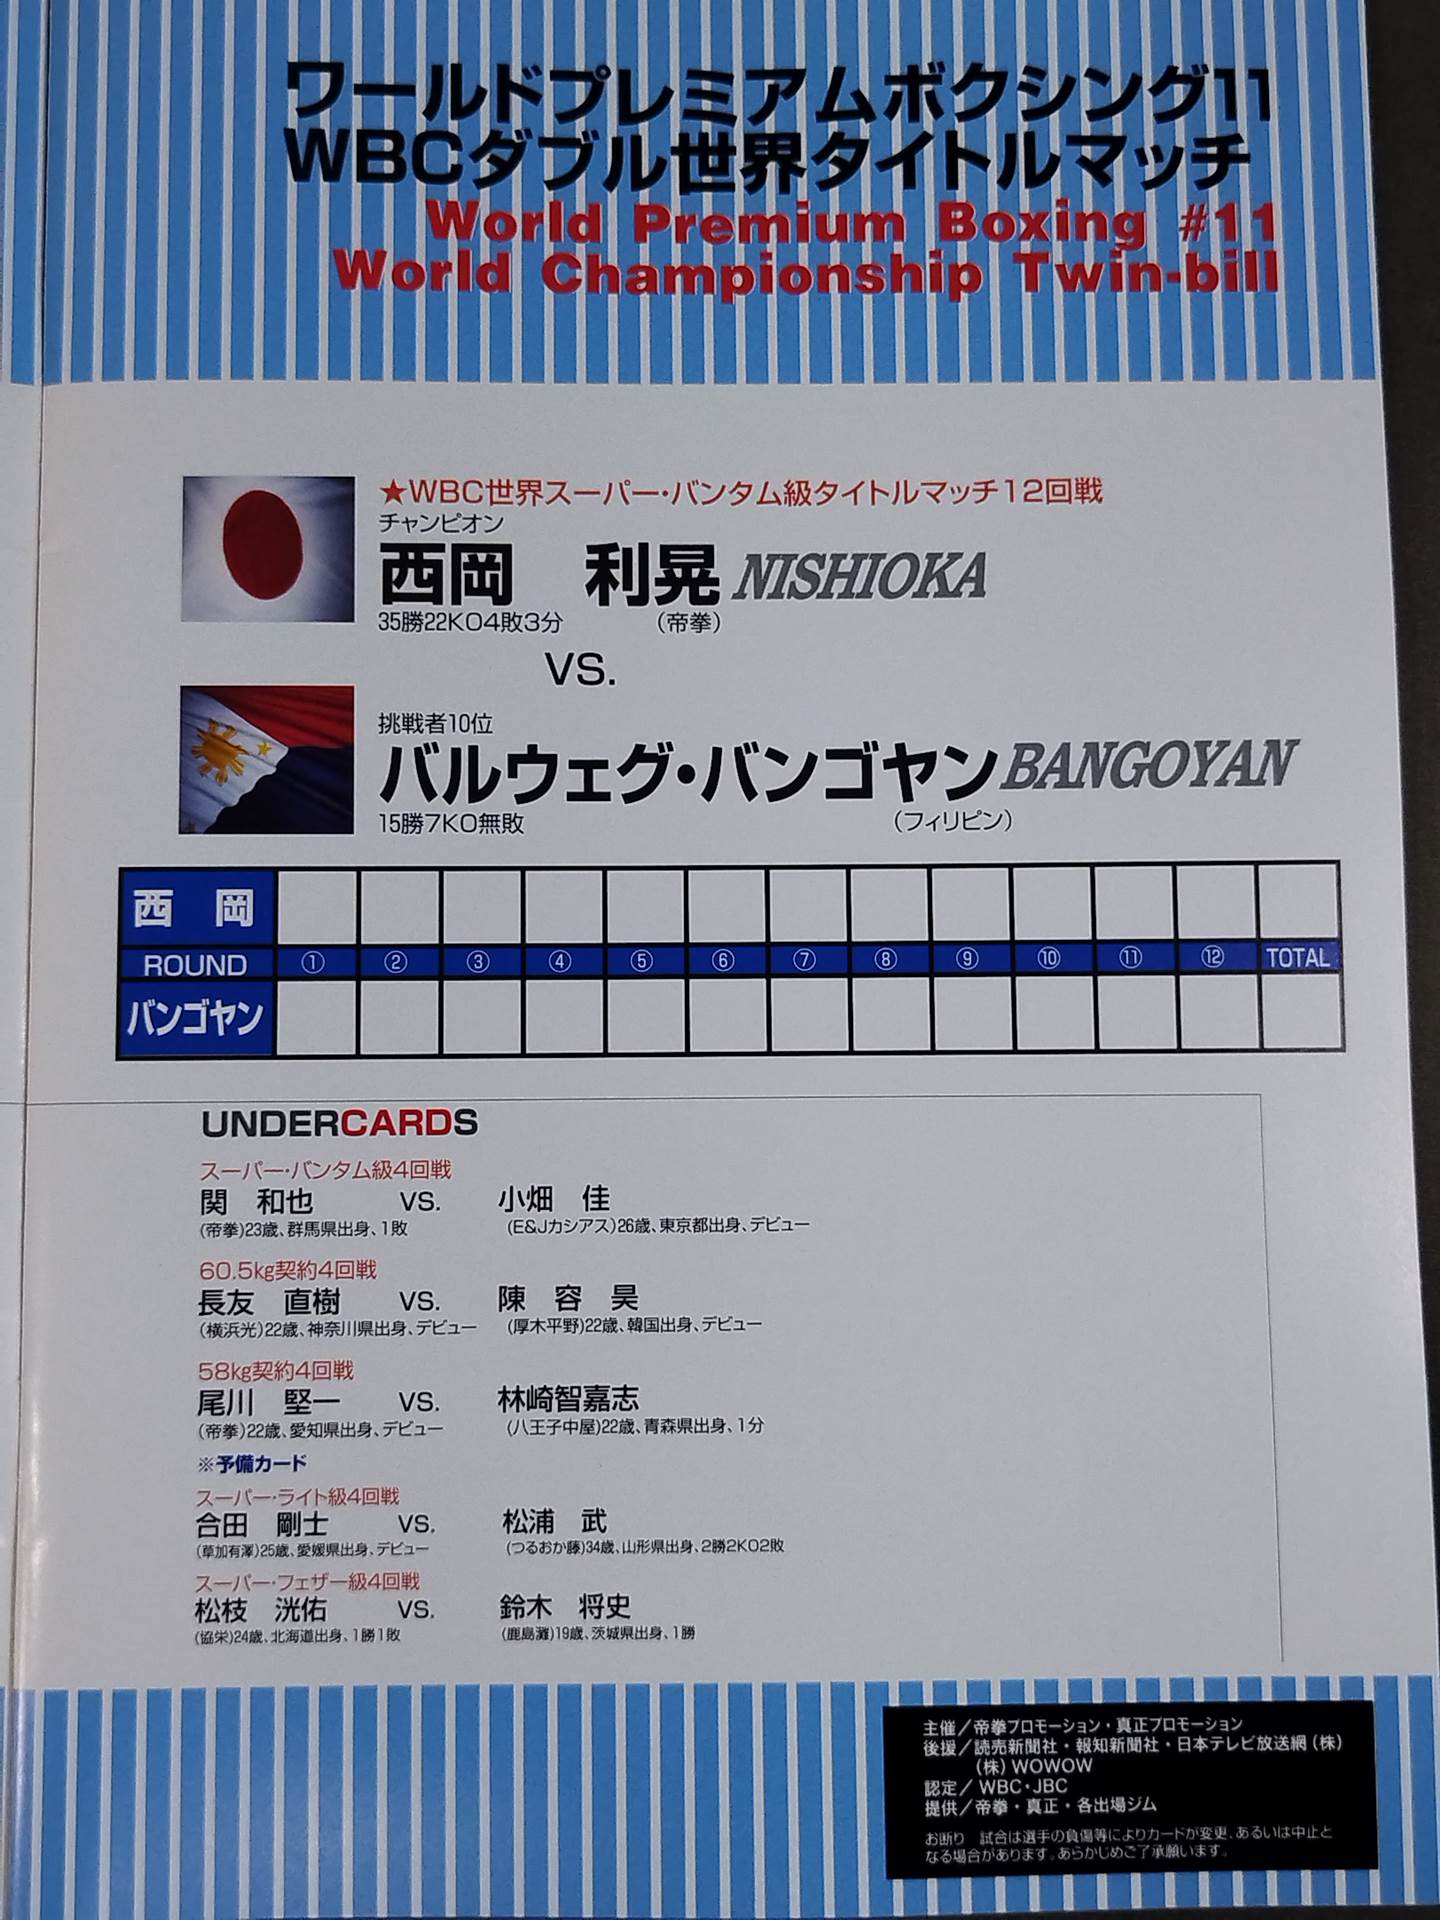 ワールドプレミアムボクシング11
WBCダブル世界タイトルマッチ
World Premium Boxing #11
World Championship Twin-bill
★WBC世界スーパー・バンタム級タイトルマッチ12回戦
チャンピオン
西岡 利晃 NISHIOKA
35勝22KO4敗3分 (帝拳)
VS.
挑戦者10位
バルウェグ・バンゴヤン BANGOYAN
15勝7KO無敗 (フィリピン)
西 岡
ROUND ① ② ③ ④ ⑤ ⑥ ⑦ ⑧ ⑨ ⑩ ⑪ ⑫ TOTAL
バンゴヤン
UNDERCARDS
スーパー・バンタム級4回戦
関 和也 VS. 小畑 佳
(帝拳)23歳、群馬県出身、1敗 (E&Jカシアス)26歳、東京都出身、デビュー
60.5kg契約4回戦
長友 直樹 VS. 陳 容 昊
(横浜光)22歳、神奈川県出身、デビュー (厚木平野)22歳、韓国出身、デビュー
58kg契約4回戦
尾川 堅一 VS. 林崎智嘉志
(帝拳)22歳、愛知県出身、デビュー (八王子中屋)22歳、青森県出身、1分
※予備カード
スーパー・ライト級4回戦
合田 剛士 VS. 松浦 武
(草加有澤)25歳、愛媛県出身、デビュー (つるおか藤)34歳、山形県出身、2勝2KO2敗
スーパー・フェザー級4回戦
松枝 洸佑 VS. 鈴木 将史
(協栄)24歳、北海道出身、1勝1敗 (鹿島灘)19歳、茨城県出身、1勝
主催/帝拳プロモーション・真正プロモーション
後援/読売新聞社・報知新聞社・日本テレビ放送網(株)
(株)WOWOW
認定/WBC・JBC
提供/帝拳・真正・各出場ジム
お断り 試合は選手の負傷等によりカードが変更、あるいは中止と
なる場合があります。あらかじめご了承願います。